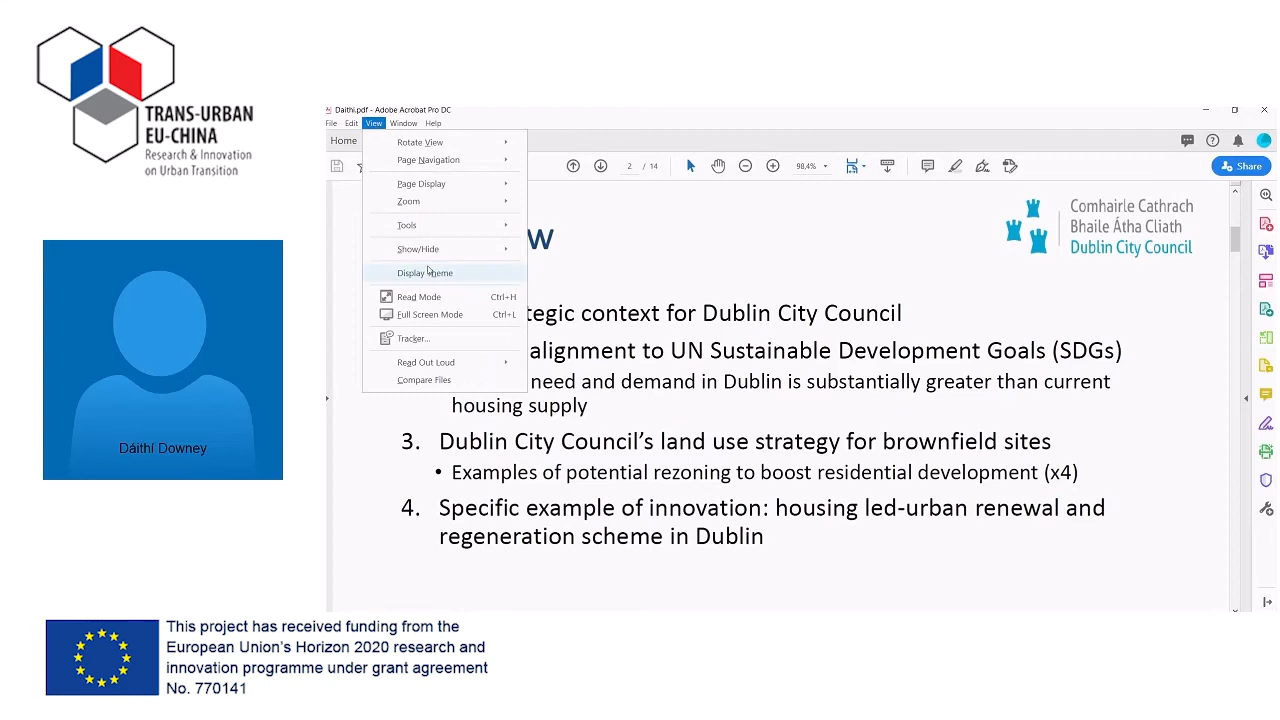 TRANS-URBAN
EU-CHINA
Research & Innovation
on Urban Transition
Daithi.pdf - Adobe Acrobat Pro DC
File Edit View Window Help
Home
2 / 14
98,4%
Share
Rotate View
Page Navigation
Page Display
Zoom
Tools
Show/Hide
Display Theme
Read Mode Ctrl+H
Full Screen Mode Ctrl+L
Tracker...
Read Out Loud
Compare Files
w
Comhairle Cathrach
Bhaile Átha Cliath
Dublin City Council
tegic context for Dublin City Council
alignment to UN Sustainable Development Goals (SDGs)
need and demand in Dublin is substantially greater than current
housing supply
3. Dublin City Council's land use strategy for brownfield sites
• Examples of potential rezoning to boost residential development (x4)
4. Specific example of innovation: housing led-urban renewal and
regeneration scheme in Dublin
Dáithí Downey
This project has received funding from the
European Union's Horizon 2020 research and
innovation programme under grant agreement
No. 770141